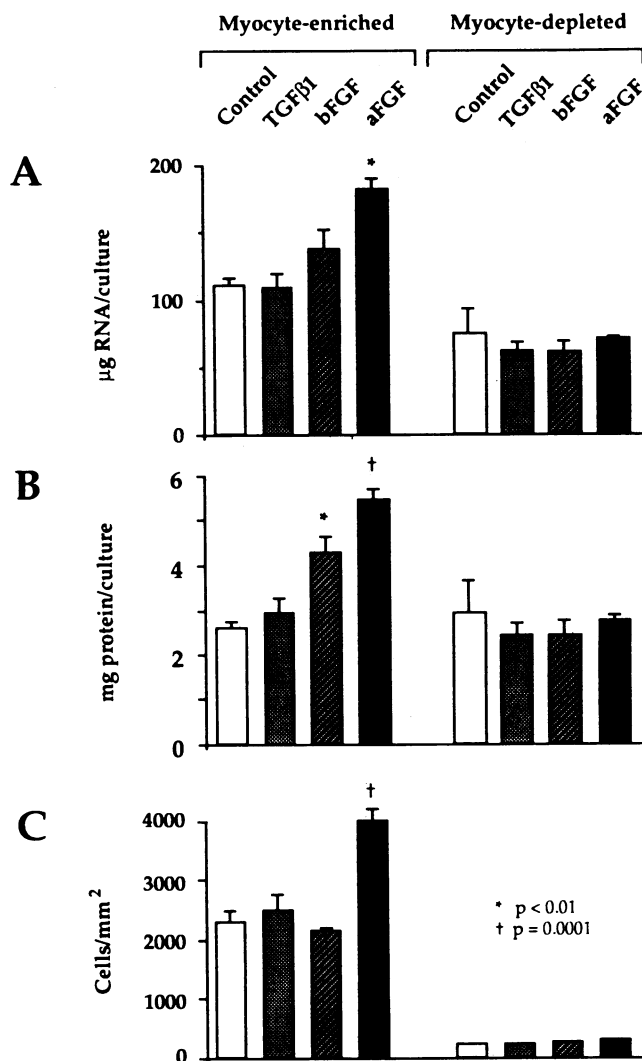 Myocyte-enriched Myocyte-depleted
Control TGFβ1 bFGF aFGF Control TGFβ1 bFGF aFGF
A
200
*
μg RNA/culture
100
0
B
6
†
*
mg protein/culture
4
2
0
C
†
4000
Cells/mm²
3000
* p < 0.01
† p = 0.0001
2000
1000
0